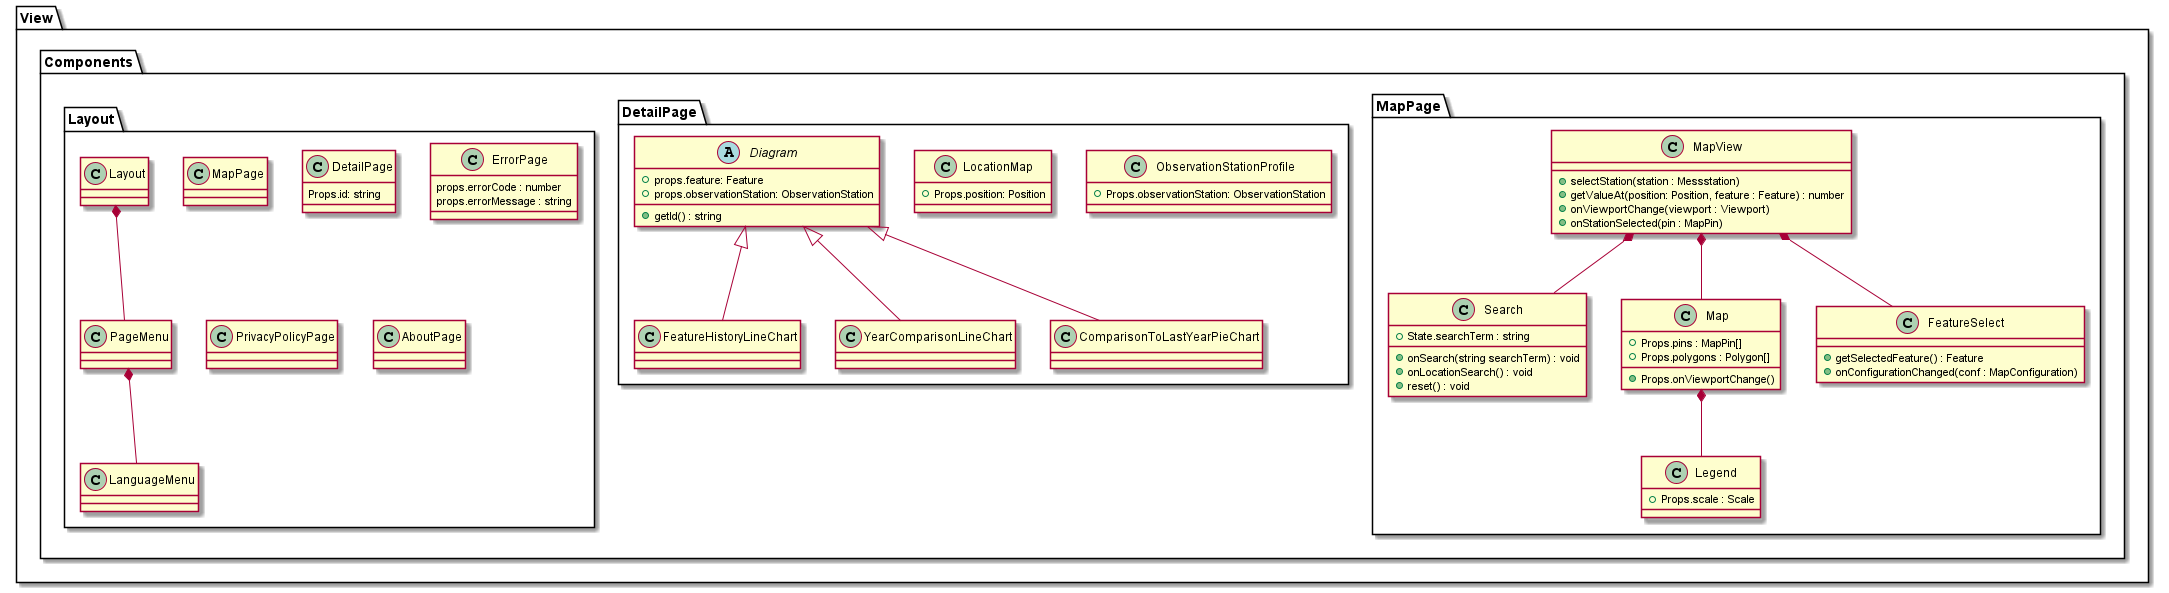 View
Components
Layout
C Layout
C MapPage
C DetailPage
Props.id: string
C ErrorPage
props.errorCode : number
props.errorMessage : string
C PageMenu
C PrivacyPolicyPage
C AboutPage
C LanguageMenu
DetailPage
A Diagram
props.feature: Feature
props.observationStation: ObservationStation
getId() : string
C LocationMap
Props.position: Position
C ObservationStationProfile
Props.observationStation: ObservationStation
C FeatureHistoryLineChart
C YearComparisonLineChart
C ComparisonToLastYearPieChart
MapPage
C MapView
selectStation(station : Messstation)
getValueAt(position: Position, feature : Feature) : number
onViewportChange(viewport : Viewport)
onStationSelected(pin : MapPin)
C Search
State.searchTerm : string
onSearch(string searchTerm) : void
onLocationSearch() : void
reset() : void
C Map
Props.pins : MapPin[]
Props.polygons : Polygon[]
Props.onViewportChange()
C FeatureSelect
getSelectedFeature() : Feature
onConfigurationChanged(conf : MapConfiguration)
C Legend
Props.scale : Scale